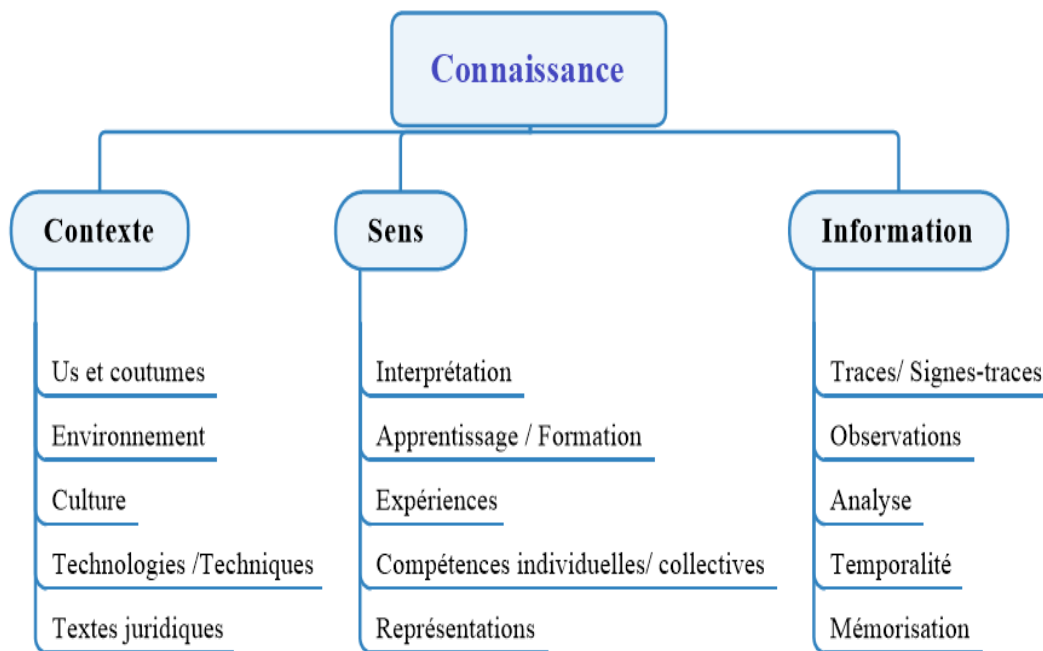 Connaissance
Contexte
Us et coutumes
Environnement
Culture
Technologies /Techniques
Textes juridiques
Sens
Interprétation
Apprentissage / Formation
Expériences
Compétences individuelles/ collectives
Représentations
Information
Traces/ Signes-traces
Observations
Analyse
Temporalité
Mémorisation